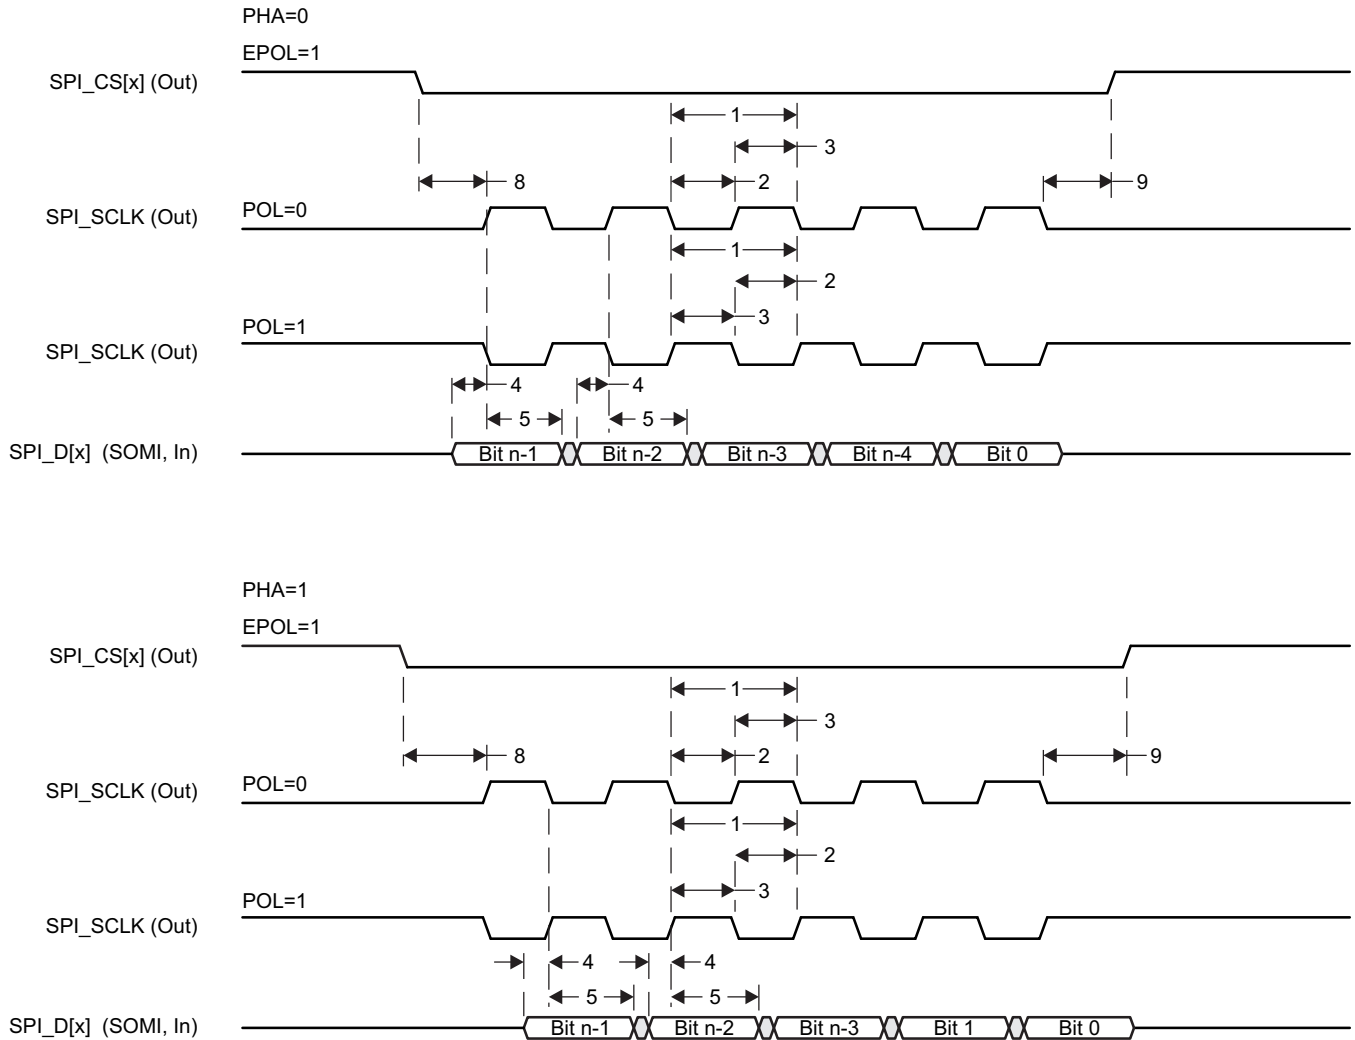 PHA=0
EPOL=1
SPI_CS[x] (Out)
1
3
8
2
9
SPI_SCLK (Out)
POL=0
1
2
3
POL=1
SPI_SCLK (Out)
4
4
5
5
SPI_D[x] (SOMI, In)
Bit n-1
Bit n-2
Bit n-3
Bit n-4
Bit 0
PHA=1
EPOL=1
SPI_CS[x] (Out)
1
3
8
2
9
SPI_SCLK (Out)
POL=0
1
2
3
POL=1
SPI_SCLK (Out)
4
4
5
5
SPI_D[x] (SOMI, In)
Bit n-1
Bit n-2
Bit n-3
Bit 1
Bit 0